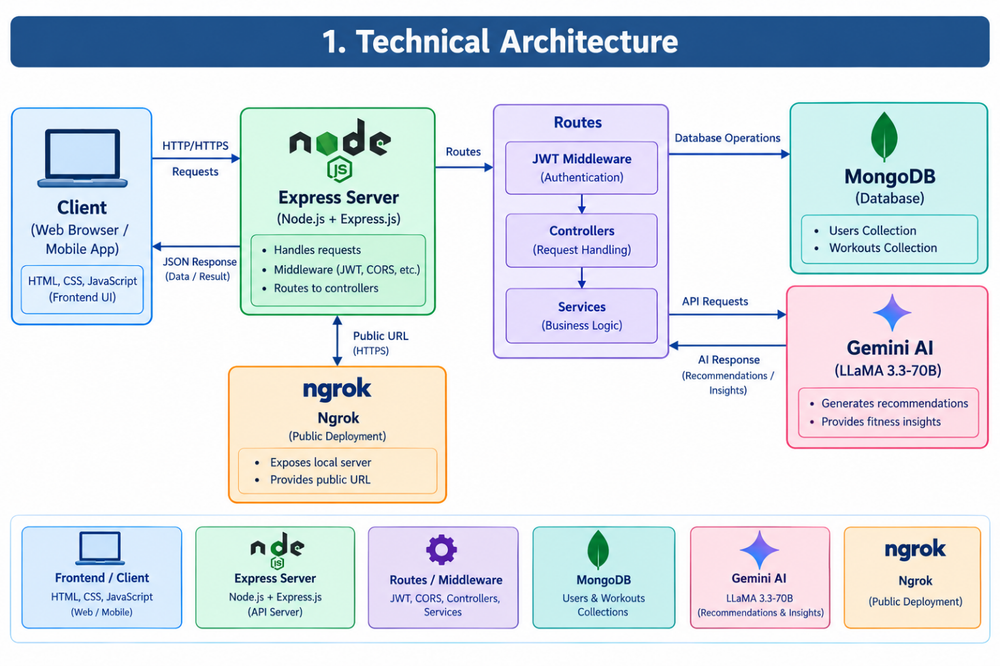 1. Technical Architecture
Client
(Web Browser /
Mobile App)
HTML, CSS, JavaScript
(Frontend UI)
HTTP/HTTPS
Requests
JSON Response
(Data / Result)
node
JS
Express Server
(Node.js + Express.js)
• Handles requests
• Middleware (JWT, CORS, etc.)
• Routes to controllers
Public URL
(HTTPS)
ngrok
Ngrok
(Public Deployment)
• Exposes local server
• Provides public URL
Routes
Routes
JWT Middleware
(Authentication)
Controllers
(Request Handling)
Services
(Business Logic)
Database Operations
MongoDB
(Database)
• Users Collection
• Workouts Collection
API Requests
AI Response
(Recommendations /
Insights)
Gemini AI
(LLaMA 3.3-70B)
• Generates recommendations
• Provides fitness insights
Frontend / Client
HTML, CSS, JavaScript
(Web / Mobile)
node
JS
Express Server
Node.js + Express.js
(API Server)
Routes / Middleware
JWT, CORS, Controllers,
Services
MongoDB
Users & Workouts
Collections
Gemini AI
LLaMA 3.3-70B
(Recommendations & Insights)
ngrok
Ngrok
(Public Deployment)